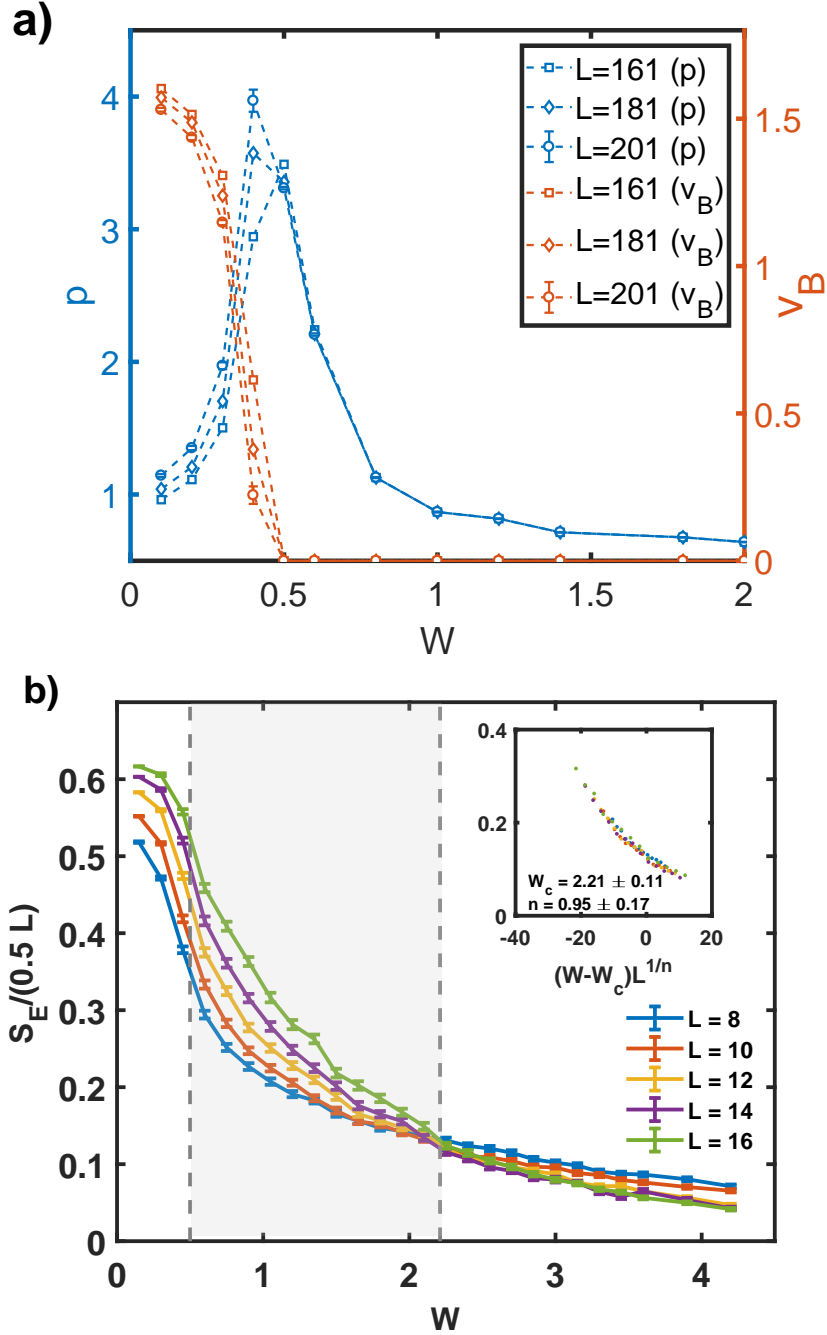 a)
4
3
2
1
p
1.5
1
0.5
0
v_B
0
0.5
1
1.5
2
W
L=161 (p)
L=181 (p)
L=201 (p)
L=161 (v_B)
L=181 (v_B)
L=201 (v_B)
b)
0.6
0.5
0.4
0.3
0.2
0.1
0
S_E/(0.5 L)
0
1
2
3
4
W
0.4
0.2
0
-40
-20
0
20
W_c = 2.21 ± 0.11
n = 0.95 ± 0.17
(W-W_c)L^{1/n}
L = 8
L = 10
L = 12
L = 14
L = 16